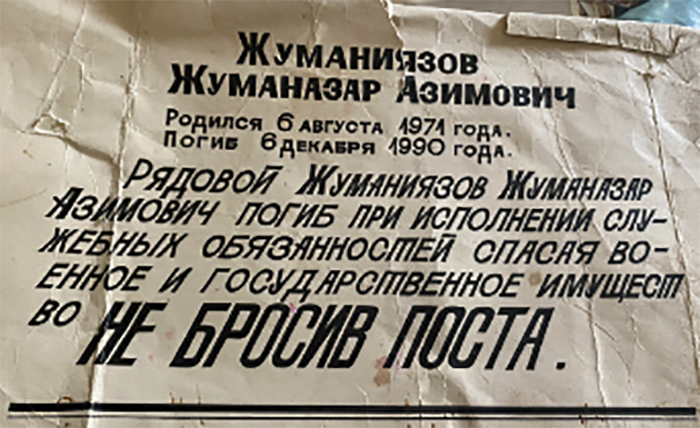 ЖУМАНИЯЗОВ
ЖУМАНАЗАР АЗИМОВИЧ
РОДИЛСЯ 6 АВГУСТА 1971 ГОДА.
ПОГИБ 6 ДЕКАБРЯ 1990 ГОДА.
РЯДОВОЙ ЖУМАНИЯЗОВ ЖУМАНАЗАР
АЗИМОВИЧ ПОГИБ ПРИ ИСПОЛНЕНИИ СЛУ-
ЖЕБНЫХ ОБЯЗАННОСТЕЙ СПАСАЯ ВО-
ЕННОЕ И ГОСУДАРСТВЕННОЕ ИМУЩЕСТ
ВО НЕ БРОСИВ ПОСТА.